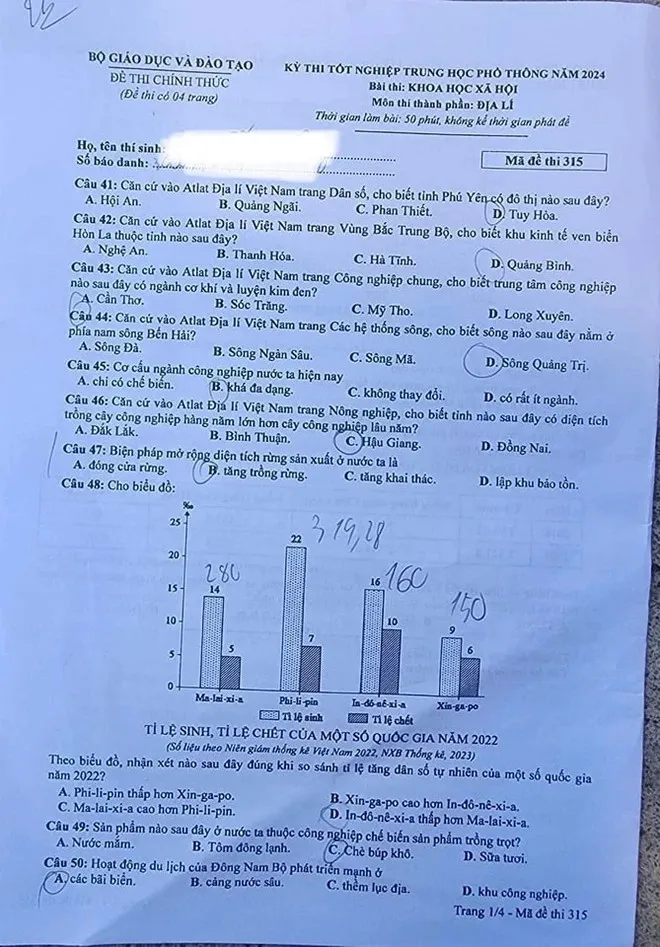 BỘ GIÁO DỤC VÀ ĐÀO TẠO
ĐỀ THI CHÍNH THỨC
(Đề thi có 04 trang)
KỲ THI TỐT NGHIỆP TRUNG HỌC PHỔ THÔNG NĂM 2024
Bài thi: KHOA HỌC XÃ HỘI
Môn thi thành phần: ĐỊA LÍ
Thời gian làm bài: 50 phút, không kể thời gian phát đề
Họ, tên thí sinh:
Số báo danh:
Mã đề thi 315
Câu 41: Căn cứ vào Atlat Địa lí Việt Nam trang Dân số, cho biết tỉnh Phú Yên có đô thị nào sau đây?
A. Hội An. B. Quảng Ngãi. C. Phan Thiết. D. Tuy Hòa.
Câu 42: Căn cứ vào Atlat Địa lí Việt Nam trang Vùng Bắc Trung Bộ, cho biết khu kinh tế ven biển
Hòn La thuộc tỉnh nào sau đây?
A. Nghệ An. B. Thanh Hóa. C. Hà Tĩnh. D. Quảng Bình.
Câu 43: Căn cứ vào Atlat Địa lí Việt Nam trang Công nghiệp chung, cho biết trung tâm công nghiệp
nào sau đây có ngành cơ khí và luyện kim đen?
A. Cần Thơ. B. Sóc Trăng. C. Mỹ Tho. D. Long Xuyên.
Câu 44: Căn cứ vào Atlat Địa lí Việt Nam trang Các hệ thống sông, cho biết sông nào sau đây nằm ở
phía nam sông Bến Hải?
A. Sông Đà. B. Sông Ngàn Sâu. C. Sông Mã. D. Sông Quảng Trị.
Câu 45: Cơ cấu ngành công nghiệp nước ta hiện nay
A. chỉ có chế biến. B. khá đa dạng. C. không thay đổi. D. có rất ít ngành.
Câu 46: Căn cứ vào Atlat Địa lí Việt Nam trang Nông nghiệp, cho biết tỉnh nào sau đây có diện tích
trồng cây công nghiệp hàng năm lớn hơn cây công nghiệp lâu năm?
A. Đắk Lắk. B. Bình Thuận. C. Hậu Giang. D. Đồng Nai.
Câu 47: Biện pháp mở rộng diện tích rừng sản xuất ở nước ta là
A. đóng cửa rừng. B. tăng trồng rừng. C. tăng khai thác. D. lập khu bảo tồn.
Câu 48: Cho biểu đồ:
‰
25
20
15
10
5
0
280
14
5
319,28
22
7
160
16
10
150
9
6
Ma-lai-xi-a Phi-li-pin In-đô-nê-xi-a Xin-ga-po
Tỉ lệ sinh Tỉ lệ chết
TỈ LỆ SINH, TỈ LỆ CHẾT CỦA MỘT SỐ QUỐC GIA NĂM 2022
(Số liệu theo Niên giám thống kê Việt Nam 2022, NXB Thống kê, 2023)
Theo biểu đồ, nhận xét nào sau đây đúng khi so sánh tỉ lệ tăng dân số tự nhiên của một số quốc gia
năm 2022?
A. Phi-li-pin thấp hơn Xin-ga-po. B. Xin-ga-po cao hơn In-đô-nê-xi-a.
C. Ma-lai-xi-a cao hơn Phi-li-pin. D. In-đô-nê-xi-a thấp hơn Ma-lai-xi-a.
Câu 49: Sản phẩm nào sau đây ở nước ta thuộc công nghiệp chế biến sản phẩm trồng trọt?
A. Nước mắm. B. Tôm đông lạnh. C. Chè búp khô. D. Sữa tươi.
Câu 50: Hoạt động du lịch của Đông Nam Bộ phát triển mạnh ở
A. các bãi biển. B. cảng nước sâu. C. thềm lục địa. D. khu công nghiệp.
Trang 1/4 - Mã đề thi 315